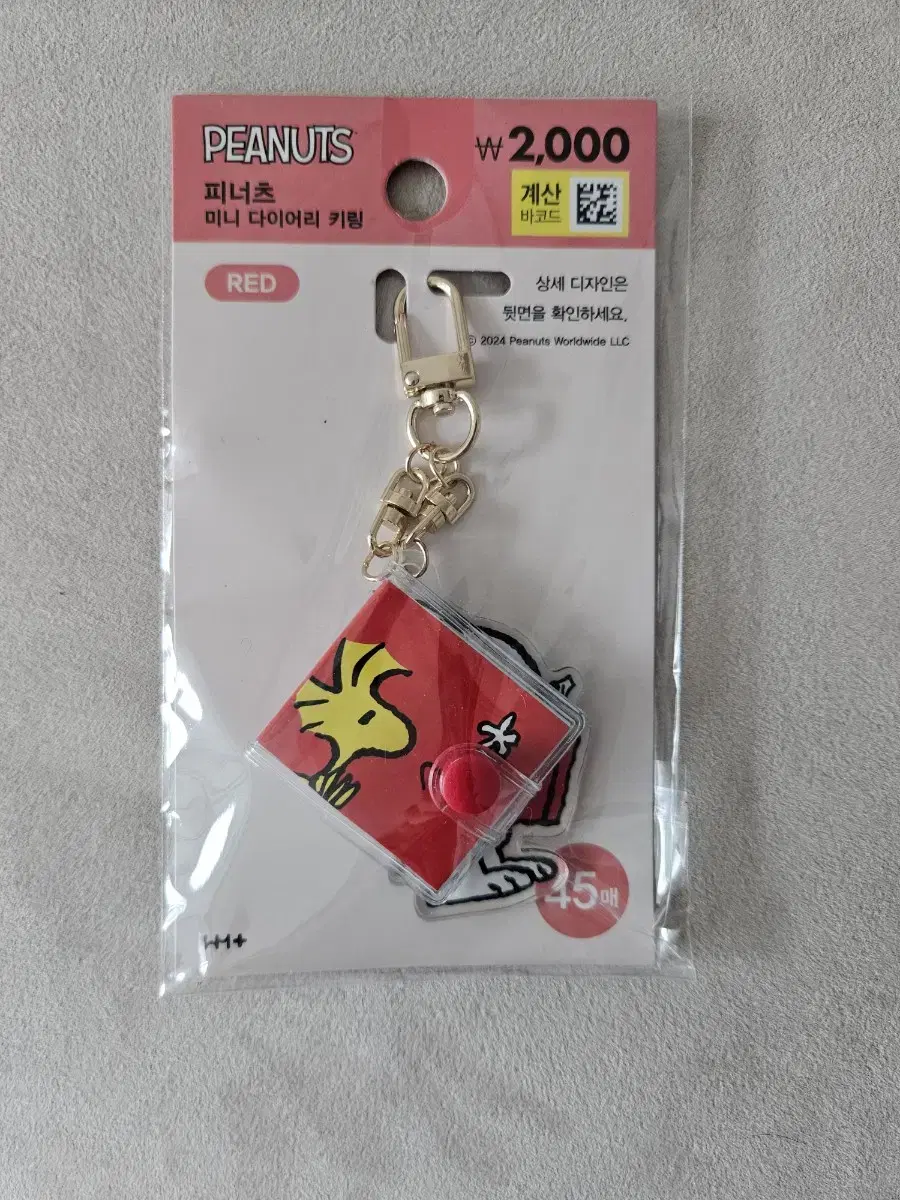 PEANUTS
₩2,000
피너츠
미니 다이어리 키링
계산
바코드
RED
상세 디자인은
뒷면을 확인하세요.
ⓒ 2024 Peanuts Worldwide LLC
45매